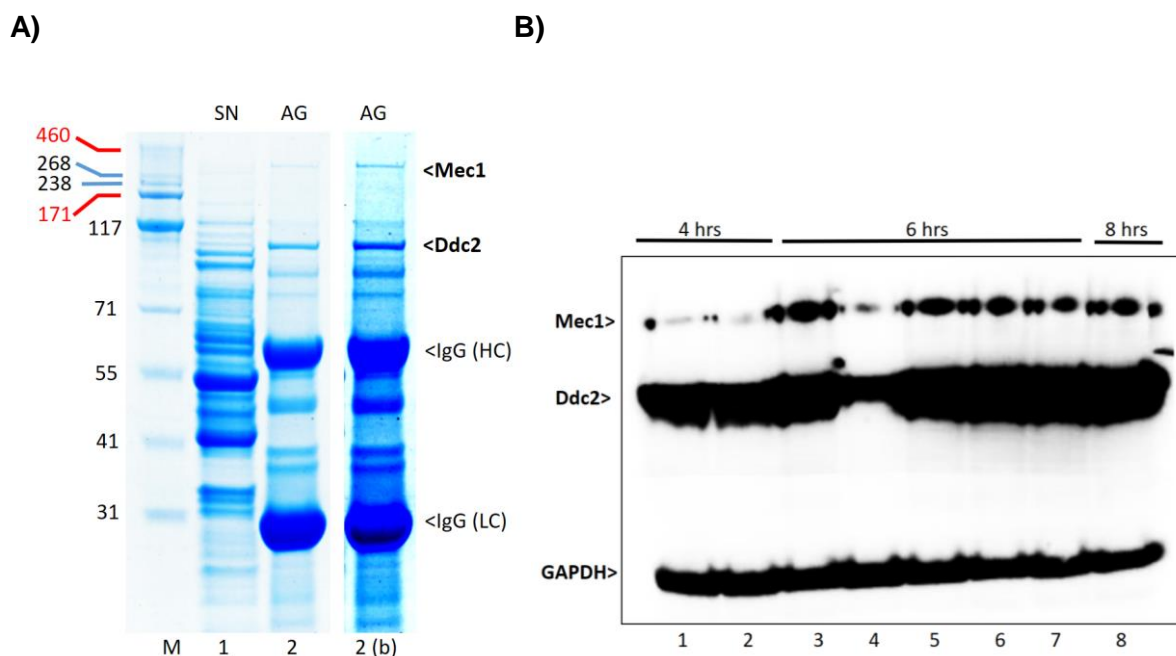 A)
SN AG AG
460
268
238
171
117
71
55
41
31
<Mec1
<Ddc2
<IgG (HC)
<IgG (LC)
M 1 2 2 (b)
B)
4 hrs 6 hrs 8 hrs
Mec1>
Ddc2>
GAPDH>
1 2 3 4 5 6 7 8